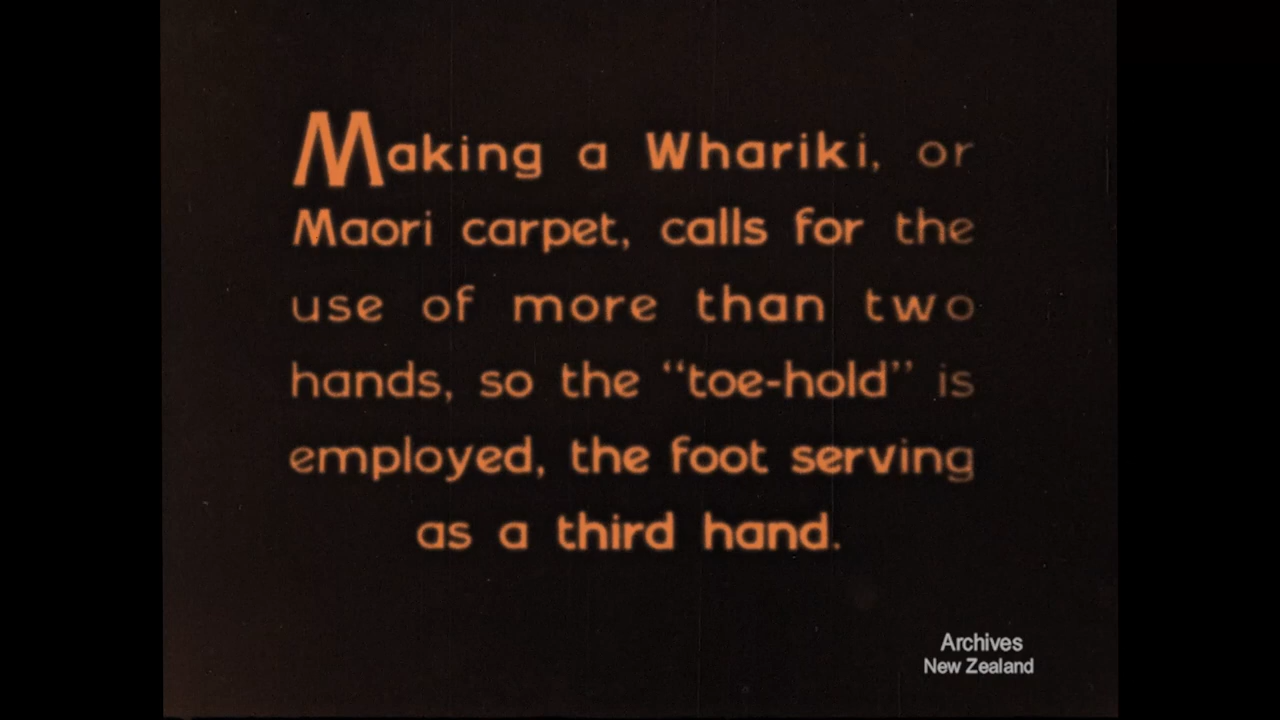 Making a Whariki, or
Maori carpet, calls for the
use of more than two
hands, so the “toe-hold” is
employed, the foot serving
as a third hand.
Archives
New Zealand